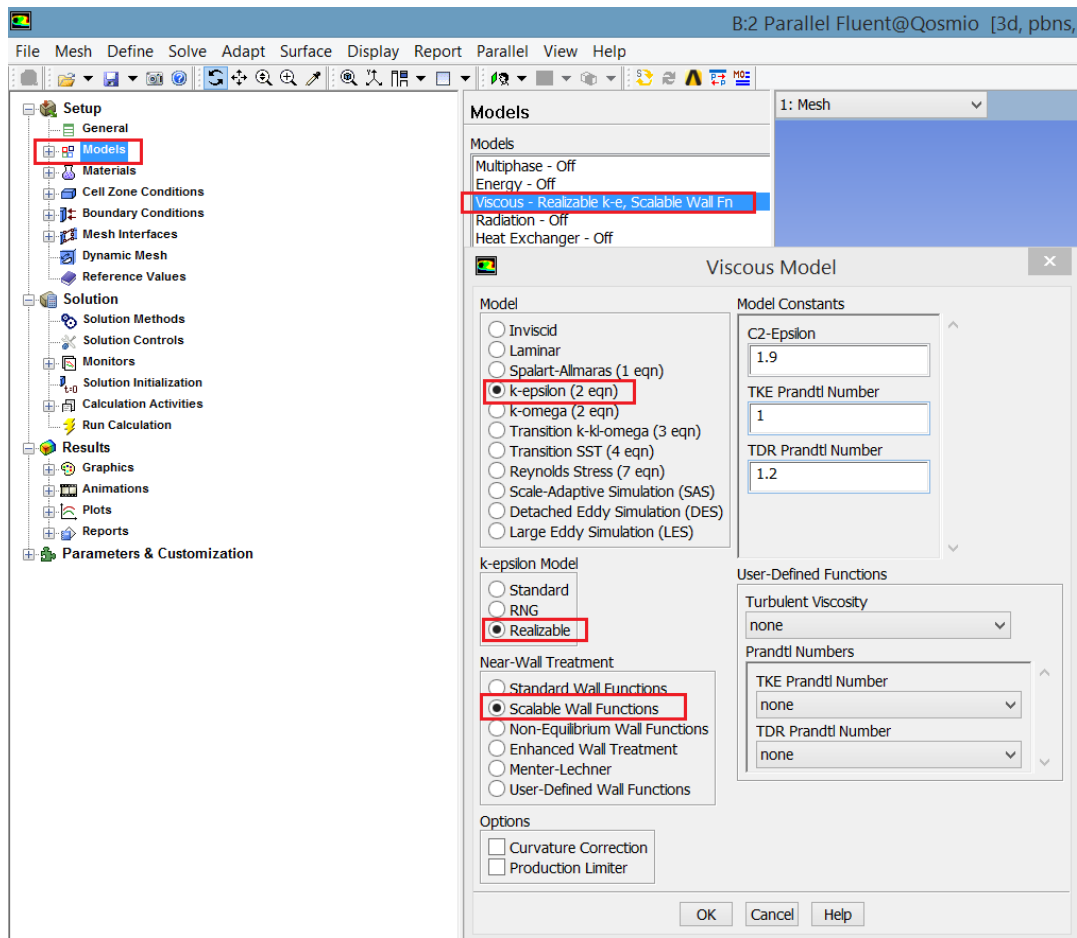 B:2 Parallel Fluent@Qosmio [3d, pbns,
File Mesh Define Solve Adapt Surface Display Report Parallel View Help
Setup
General
Models
Materials
Cell Zone Conditions
Boundary Conditions
Mesh Interfaces
Dynamic Mesh
Reference Values
Solution
Solution Methods
Solution Controls
Monitors
Solution Initialization
Calculation Activities
Run Calculation
Results
Graphics
Animations
Plots
Reports
Parameters & Customization
Models
Models
Multiphase - Off
Energy - Off
Viscous - Realizable k-e, Scalable Wall Fn
Radiation - Off
Heat Exchanger - Off
1: Mesh
Viscous Model
Model
Inviscid
Laminar
Spalart-Allmaras (1 eqn)
k-epsilon (2 eqn)
k-omega (2 eqn)
Transition k-kl-omega (3 eqn)
Transition SST (4 eqn)
Reynolds Stress (7 eqn)
Scale-Adaptive Simulation (SAS)
Detached Eddy Simulation (DES)
Large Eddy Simulation (LES)
k-epsilon Model
Standard
RNG
Realizable
Near-Wall Treatment
Standard Wall Functions
Scalable Wall Functions
Non-Equilibrium Wall Functions
Enhanced Wall Treatment
Menter-Lechner
User-Defined Wall Functions
Options
Curvature Correction
Production Limiter
Model Constants
C2-Epsilon
1.9
TKE Prandtl Number
1
TDR Prandtl Number
1.2
User-Defined Functions
Turbulent Viscosity
none
Prandtl Numbers
TKE Prandtl Number
none
TDR Prandtl Number
none
OK Cancel Help